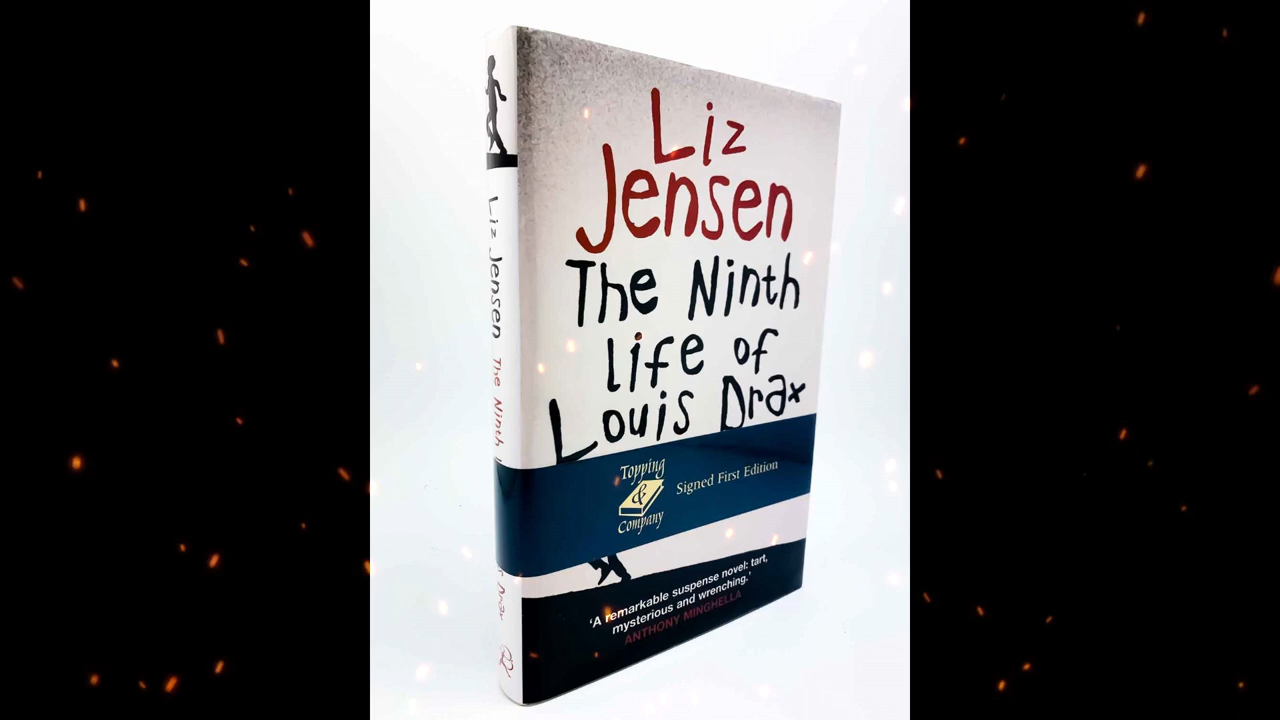 Liz
Jensen
The Ninth
life of
Louis Drax
Topping
&
Company
Signed First Edition
'A remarkable suspense novel: tart,
mysterious and wrenching.'
ANTHONY MINGHELLA
Liz Jensen The Ninth
Drax